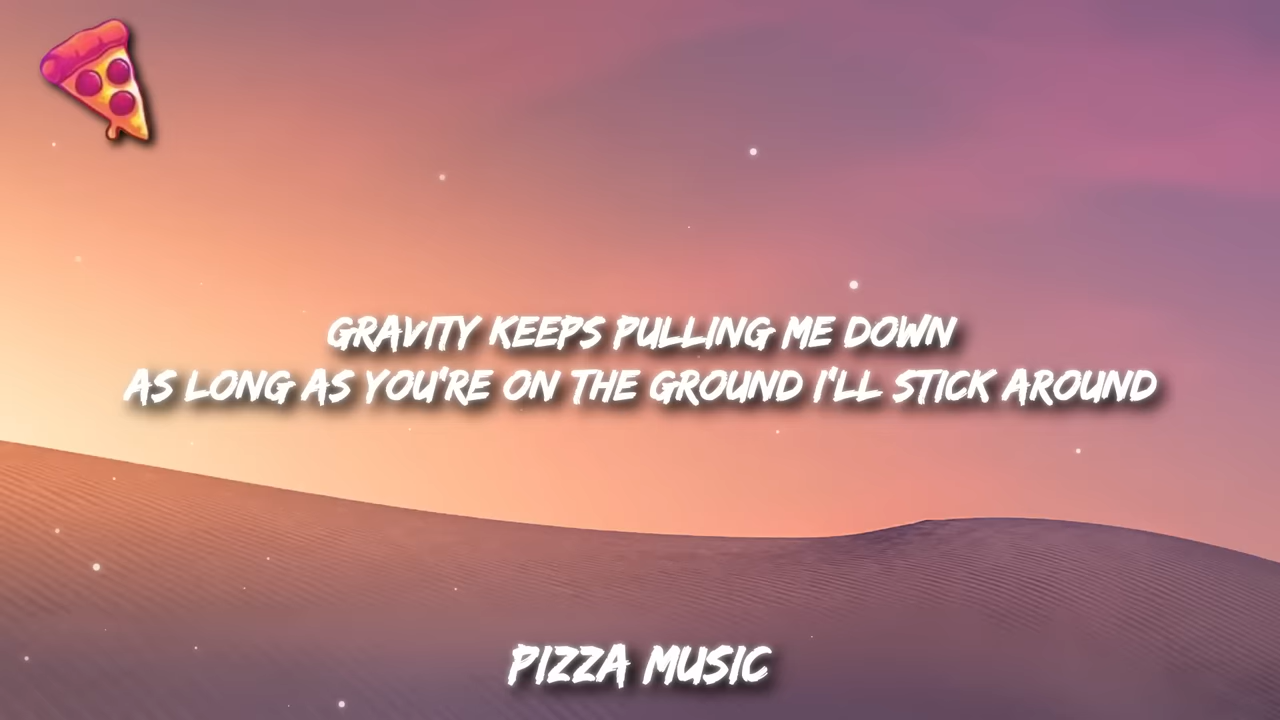 GRAVITY KEEPS PULLING ME DOWN
AS LONG AS YOU'RE ON THE GROUND I'LL STICK AROUND
PIZZA MUSIC